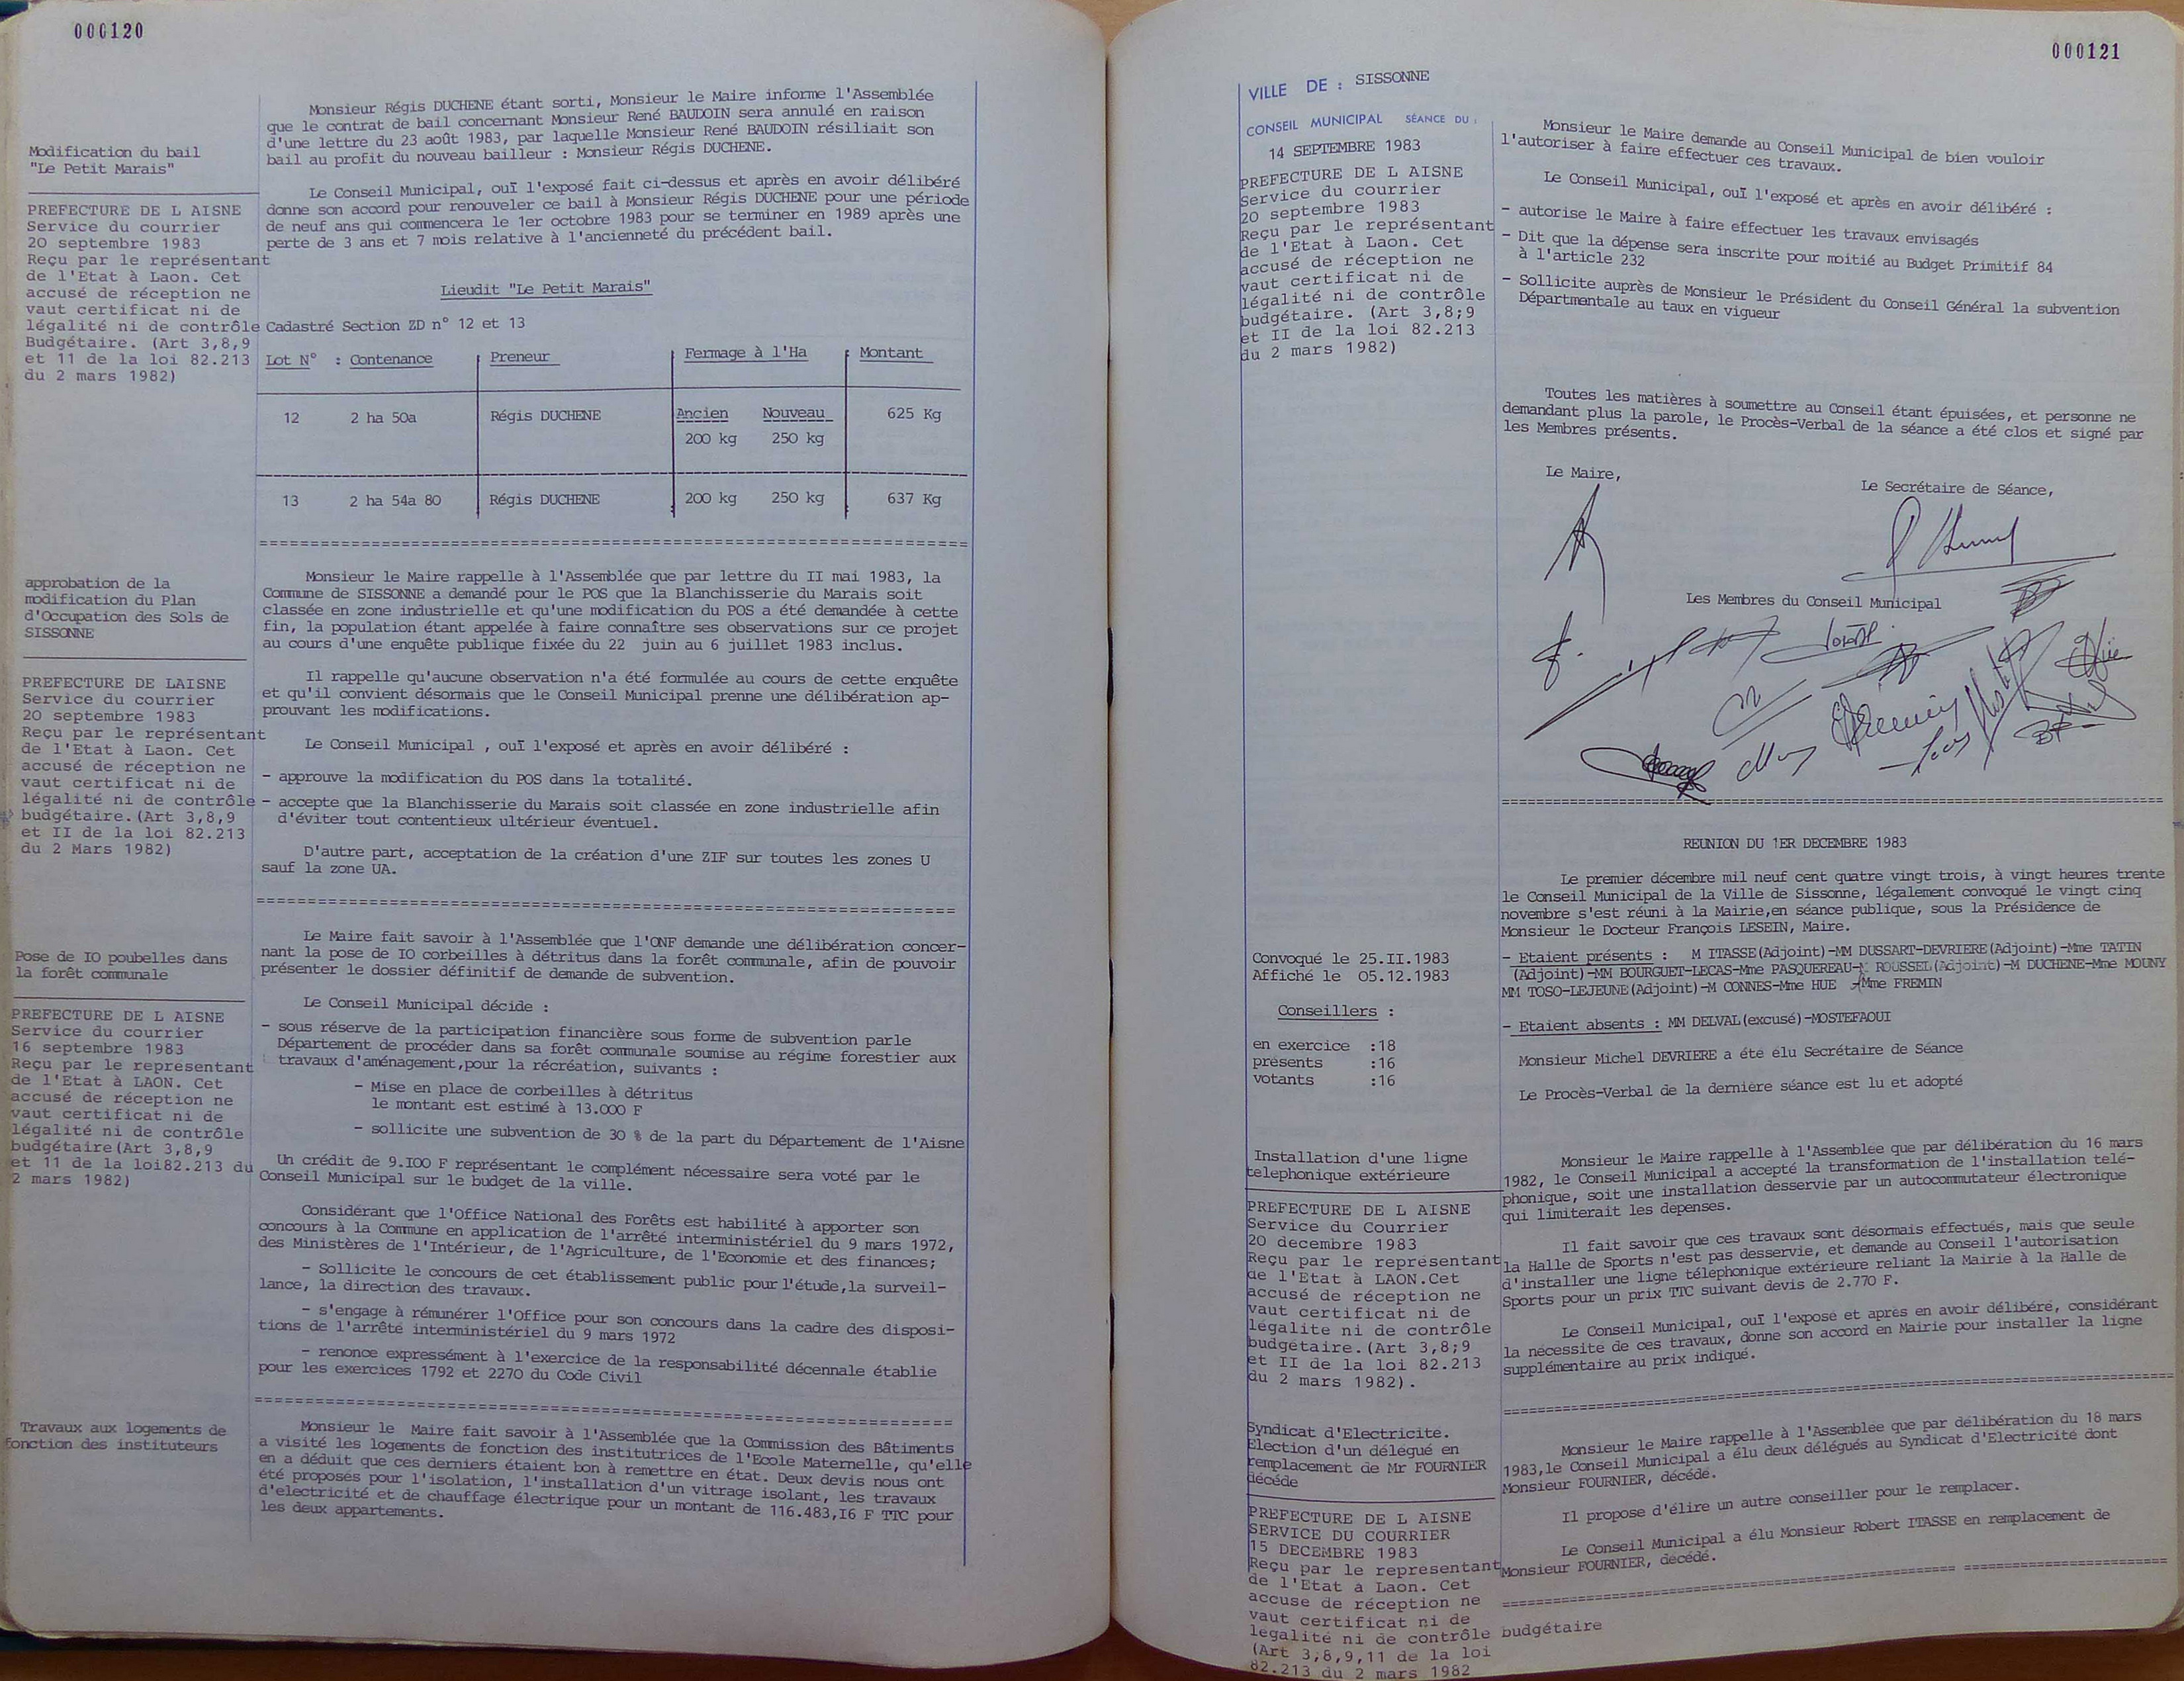 000120
Modification du bail
"Le Petit Marais"
PREFECTURE DE L AISNE
Service du courrier
20 septembre 1983
Reçu par le représentant
de l'Etat à Laon. Cet
accusé de réception ne
vaut certificat ni de
légalité ni de contrôle
Budgétaire. (Art 3,8,9
et 11 de la loi 82.213
du 2 mars 1982)
Monsieur Régis DUCHENE étant sorti, Monsieur le Maire informe l'Assemblée
que le contrat de bail concernant Monsieur René BAUDOIN sera annulé en raison
d'une lettre du 23 août 1983, par laquelle Monsieur René BAUDOIN résiliait son
bail au profit du nouveau bailleur : Monsieur Régis DUCHENE.
Le Conseil Municipal, ouï l'exposé fait ci-dessus et après en avoir délibéré
donne son accord pour renouveler ce bail à Monsieur Régis DUCHENE pour une période
de neuf ans qui commencera le 1er octobre 1983 pour se terminer en 1989 après une
perte de 3 ans et 7 mois relative à l'ancienneté du précédent bail.
Lieudit "Le Petit Marais"
Cadastré Section ZD n° 12 et 13
Lot N° : Contenance Preneur Fermage à l'Ha Montant
12 2 ha 50a Régis DUCHENE Ancien Nouveau 625 Kg
200 kg 250 kg
13 2 ha 54a 80 Régis DUCHENE 200 kg 250 kg 637 Kg
approbation de la
modification du Plan
d'Occupation des Sols de
SISSONNE
PREFECTURE DE LAISNE
Service du courrier
20 septembre 1983
Reçu par le représentant
de l'Etat à Laon. Cet
accusé de réception ne
vaut certificat ni de
légalité ni de contrôle
budgétaire.(Art 3,8,9
et II de la loi 82.213
du 2 Mars 1982)
Monsieur le Maire rappelle à l'Assemblée que par lettre du II mai 1983, la
Commune de SISSONNE a demandé pour le POS que la Blanchisserie du Marais soit
classée en zone industrielle et qu'une modification du POS a été demandée à cette
fin, la population étant appelée à faire connaître ses observations sur ce projet
au cours d'une enquête publique fixée du 22 juin au 6 juillet 1983 inclus.
Il rappelle qu'aucune observation n'a été formulée au cours de cette enquête
et qu'il convient désormais que le Conseil Municipal prenne une délibération ap-
prouvant les modifications.
Le Conseil Municipal , ouï l'exposé et après en avoir délibéré :
- approuve la modification du POS dans la totalité.
- accepte que la Blanchisserie du Marais soit classée en zone industrielle afin
d'éviter tout contentieux ultérieur éventuel.
D'autre part, acceptation de la création d'une ZIF sur toutes les zones U
sauf la zone UA.
Pose de IO poubelles dans
la forêt communale
PREFECTURE DE L AISNE
Service du courrier
16 septembre 1983
Reçu par le représentant
de l'Etat à LAON. Cet
accusé de réception ne
vaut certificat ni de
légalité ni de contrôle
budgétaire(Art 3,8,9
et 11 de la loi82.213 du
2 mars 1982)
Le Maire fait savoir à l'Assemblée que l'ONF demande une délibération concer-
nant la pose de IO corbeilles à détritus dans la forêt communale, afin de pouvoir
présenter le dossier définitif de demande de subvention.
Le Conseil Municipal décide :
- sous réserve de la participation financière sous forme de subvention parle
Département de procéder dans sa forêt communale soumise au régime forestier aux
travaux d'aménagement,pour la récréation, suivants :
- Mise en place de corbeilles à détritus
le montant est estimé à 13.000 F
- sollicite une subvention de 30 % de la part du Département de l'Aisne
Un crédit de 9.IOO F représentant le complément nécessaire sera voté par le
Conseil Municipal sur le budget de la ville.
Considérant que l'Office National des Forêts est habilité à apporter son
concours à la Commune en application de l'arrêté interministériel du 9 mars 1972,
des Ministères de l'Intérieur, de l'Agriculture, de l'Economie et des finances;
- Sollicite le concours de cet établissement public pour l'étude,la surveil-
lance, la direction des travaux.
- s'engage à rémunérer l'Office pour son concours dans la cadre des disposi-
tions de l'arrêté interministériel du 9 mars 1972
- renonce expressément à l'exercice de la responsabilité décennale établie
pour les exercices 1792 et 2270 du Code Civil
Travaux aux logements de
fonction des instituteurs
Monsieur le Maire fait savoir à l'Assemblée que la Commission des Bâtiments
a visité les logements de fonction des institutrices de l'Ecole Maternelle, qu'elle
en a déduit que ces derniers étaient bon à remettre en état. Deux devis nous ont
été proposés pour l'isolation, l'installation d'un vitrage isolant, les travaux
d'electricité et de chauffage électrique pour un montant de 116.483,I6 F TTC pour
les deux appartements.
000121
VILLE DE : SISSONNE
CONSEIL MUNICIPAL SÉANCE DU :
14 SEPTEMBRE 1983
PREFECTURE DE L AISNE
Service du courrier
20 septembre 1983
Reçu par le représentant
de l'Etat à Laon. Cet
accusé de réception ne
vaut certificat ni de
légalité ni de contrôle
budgétaire. (Art 3,8;9
et II de la loi 82.213
du 2 mars 1982)
Monsieur le Maire demande au Conseil Municipal de bien vouloir
l'autoriser à faire effectuer ces travaux.
Le Conseil Municipal, ouï l'exposé et après en avoir délibéré :
- autorise le Maire à faire effectuer les travaux envisagés
- Dit que la dépense sera inscrite pour moitié au Budget Primitif 84
à l'article 232
- Sollicite auprès de Monsieur le Président du Conseil Général la subvention
Départmentale au taux en vigueur
Toutes les matières à soumettre au Conseil étant épuisées, et personne ne
demandant plus la parole, le Procès-Verbal de la séance a été clos et signé par
les Membres présents.
Le Maire,
Le Secrétaire de Séance,
Les Membres du Conseil Municipal
REUNION DU 1ER DECEMBRE 1983
Le premier décembre mil neuf cent quatre vingt trois, à vingt heures trente
le Conseil Municipal de la Ville de Sissonne, légalement convoqué le vingt cinq
novembre s'est réuni à la Mairie,en séance publique, sous la Présidence de
Monsieur le Docteur François LESEIN, Maire.
Convoqué le 25.II.1983
Affiché le O5.12.1983
Conseillers :
en exercice :18
présents :16
votants :16
- Etaient présents : M ITASSE(Adjoint)-MM DUSSART-DEVRIERE(Adjoint)-Mme TATIN
(Adjoint)-MM BOURGUET-LECAS-Mme PASQUEREAU-M ROUSSEL(Adjoint)-M DUCHENE-Mme MOUNY
MM TOSO-LEJEUNE(Adjoint)-M CONNES-Mme HUE -Mme FREMIN
- Etaient absents : MM DELVAL(excusé)-MOSTEFAOUI
Monsieur Michel DEVRIERE a été élu Secrétaire de Séance
Le Procès-Verbal de la dernière séance est lu et adopté
Installation d'une ligne
telephonique extérieure
PREFECTURE DE L AISNE
Service du Courrier
20 decembre 1983
Reçu par le représentant
de l'Etat à LAON.Cet
accusé de réception ne
vaut certificat ni de
légalite ni de contrôle
budgétaire.(Art 3,8;9
et II de la loi 82.213
du 2 mars 1982).
Monsieur le Maire rappelle à l'Assemblée que par délibération du 16 mars
1982, le Conseil Municipal a accepté la transformation de l'installation télé-
phonique, soit une installation desservie par un autocommutateur électronique
qui limiterait les dépenses.
Il fait savoir que ces travaux sont désormais effectués, mais que seule
la Halle de Sports n'est pas desservie, et demande au Conseil l'autorisation
d'installer une ligne téléphonique extérieure reliant la Mairie à la Halle de
Sports pour un prix TTC suivant devis de 2.770 F.
Le Conseil Municipal, ouï l'exposé et après en avoir délibéré, considérant
la nécessité de ces travaux, donne son accord en Mairie pour installer la ligne
supplémentaire au prix indiqué.
Syndicat d'Electricité.
Election d'un délégué en
remplacement de Mr FOURNIER
décédé
PREFECTURE DE L AISNE
SERVICE DU COURRIER
15 DECEMBRE 1983
Reçu par le representant
de l'Etat à Laon. Cet
accuse de réception ne
vaut certificat ni de
legalité ni de contrôle budgétaire
(Art 3,8,9,11 de la loi
82.213 du 2 mars 1982
Monsieur le Maire rappelle à l'Assemblée que par délibération du 18 mars
1983,le Conseil Municipal a élu deux délégués au Syndicat d'Electricité dont
Monsieur FOURNIER, décédé.
Il propose d'élire un autre conseiller pour le remplacer.
Le Conseil Municipal a élu Monsieur Robert ITASSE en remplacement de
Monsieur FOURNIER, décédé.